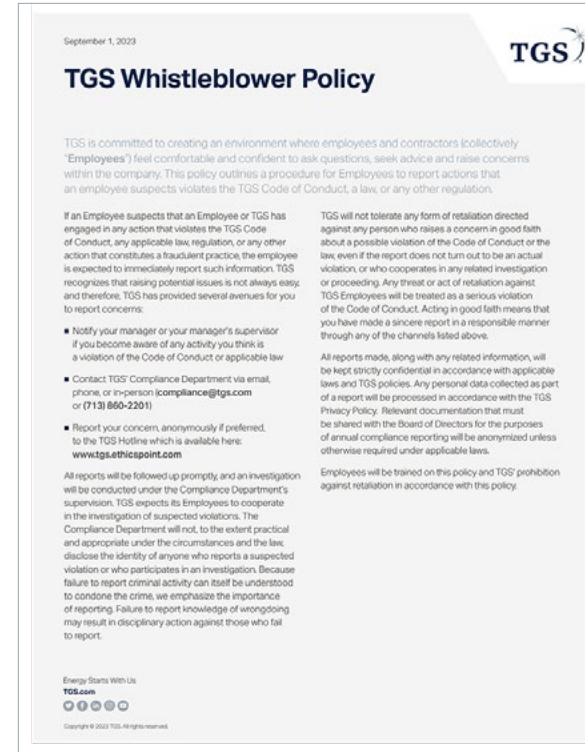 September 1, 2023
TGS
TGS Whistleblower Policy
TGS is committed to creating an environment where employees and contractors (collectively
"Employees") feel comfortable and confident to ask questions, seek advice and raise concerns
within the company. This policy outlines a procedure for Employees to report actions that
an employee suspects violates the TGS Code of Conduct, a law, or any other regulation.
If an Employee suspects that an Employee or TGS has
engaged in any action that violates the TGS Code
of Conduct, any applicable law, regulation, or any other
action that constitutes a fraudulent practice, the employee
is expected to immediately report such information. TGS
recognizes that raising potential issues is not always easy,
and therefore, TGS has provided several avenues for you
to report concerns:
■ Notify your manager or your manager's supervisor
if you become aware of any activity you think is
a violation of the Code of Conduct or applicable law
■ Contact TGS' Compliance Department via email,
phone, or in-person (compliance@tgs.com
or (713) 860-2201)
■ Report your concern, anonymously if preferred,
to the TGS Hotline which is available here:
www.tgs.ethicspoint.com
All reports will be followed up promptly, and an investigation
will be conducted under the Compliance Department's
supervision. TGS expects its Employees to cooperate
in the investigation of suspected violations. The
Compliance Department will not, to the extent practical
and appropriate under the circumstances and the law,
disclose the identity of anyone who reports a suspected
violation or who participates in an investigation. Because
failure to report criminal activity can itself be understood
to condone the crime, we emphasize the importance
of reporting. Failure to report knowledge of wrongdoing
may result in disciplinary action against those who fail
to report.
TGS will not tolerate any form of retaliation directed
against any person who raises a concern in good faith
about a possible violation of the Code of Conduct or the
law, even if the report does not turn out to be an actual
violation, or who cooperates in any related investigation
or proceeding. Any threat or act of retaliation against
TGS Employees will be treated as a serious violation
of the Code of Conduct. Acting in good faith means that
you have made a sincere report in a responsible manner
through any of the channels listed above.
All reports made, along with any related information, will
be kept strictly confidential in accordance with applicable
laws and TGS policies. Any personal data collected as part
of a report will be processed in accordance with the TGS
Privacy Policy. Relevant documentation that must
be shared with the Board of Directors for the purposes
of annual compliance reporting will be anonymized unless
otherwise required under applicable laws.
Employees will be trained on this policy and TGS' prohibition
against retaliation in accordance with this policy.
Energy Starts With Us
TGS.com
Copyright © 2023 TGS. All rights reserved.